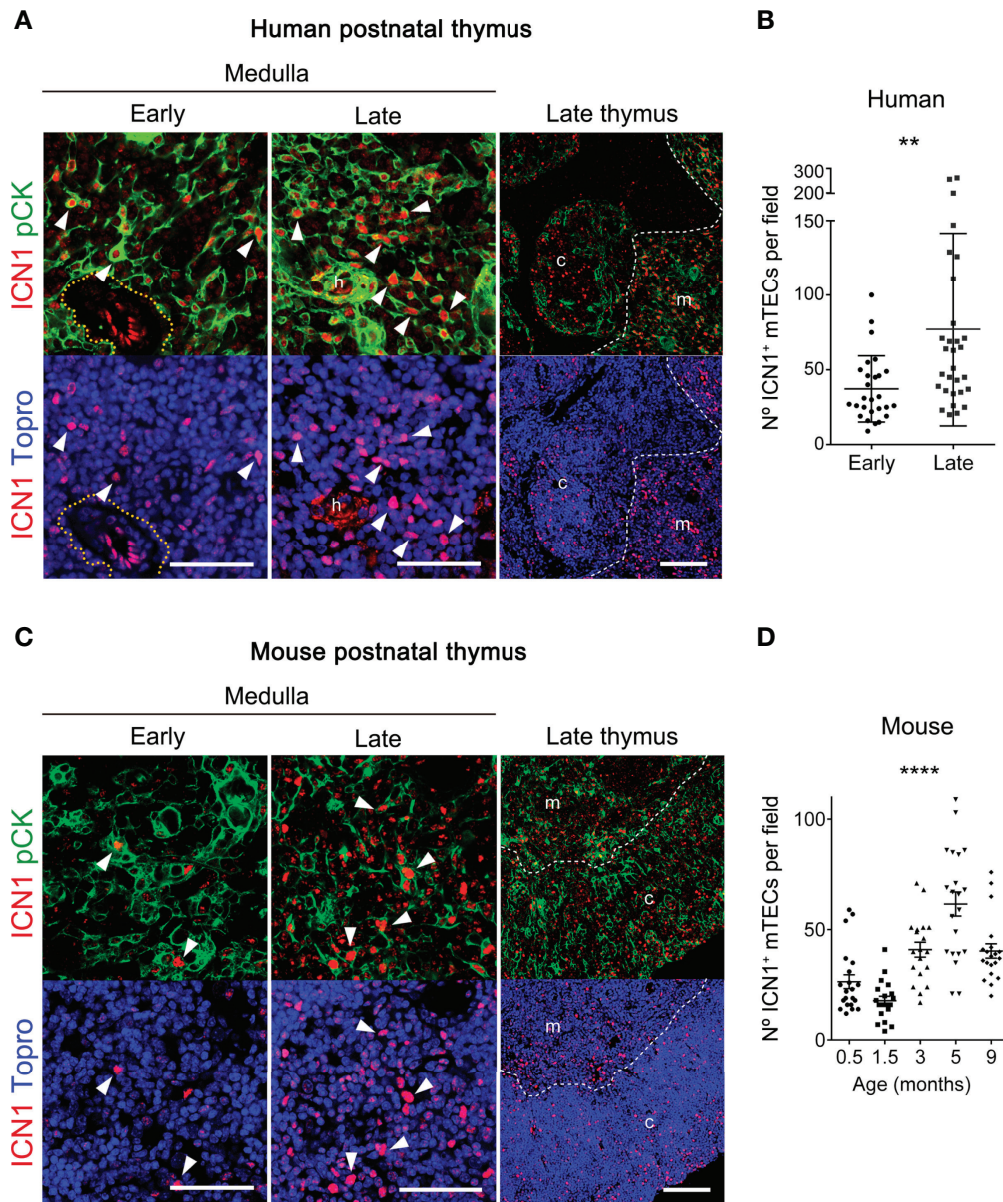 A
Human postnatal thymus
Medulla
Early
Late
Late thymus
ICN1 pCK
h
c
m
ICN1 Topro
h
c
m
B
Human
**
Nº ICN1⁺ mTECs per field
300
200
150
100
50
0
Early
Late
C
Mouse postnatal thymus
Medulla
Early
Late
Late thymus
ICN1 pCK
m
c
ICN1 Topro
m
c
D
Mouse
****
Nº ICN1⁺ mTECs per field
100
50
0
0.5 1.5 3 5 9
Age (months)